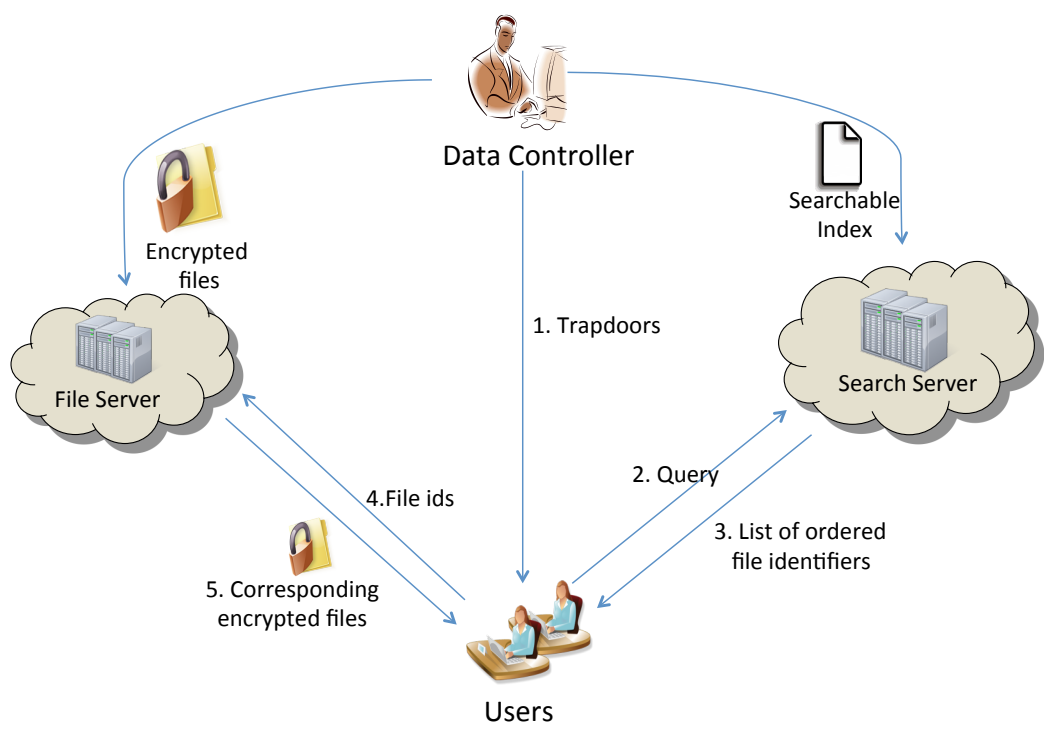 Data Controller
Encrypted
files
Searchable
Index
1. Trapdoors
File Server
Search Server
2. Query
4.File ids
3. List of ordered
file identifiers
5. Corresponding
encrypted files
Users